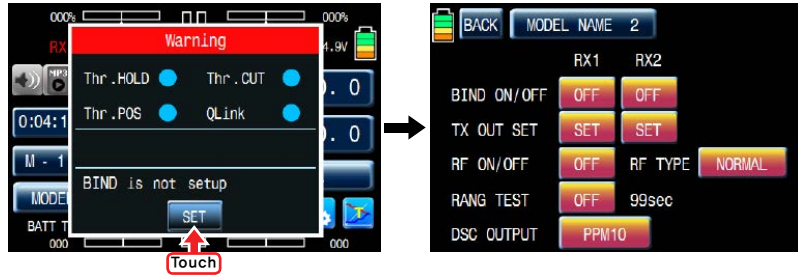 000% 000%
RX 4.9V
Warning
MP3
Thr.HOLD Thr.CUT
. 0
Thr.POS QLink
0:04:1
. 0
M - 1
BIND is not setup
MODEL
SET
BATT T
000 000
Touch
BACK MODEL NAME 2
RX1 RX2
BIND ON/OFF OFF OFF
TX OUT SET SET SET
RF ON/OFF OFF RF TYPE NORMAL
RANG TEST OFF 99sec
DSC OUTPUT PPM10